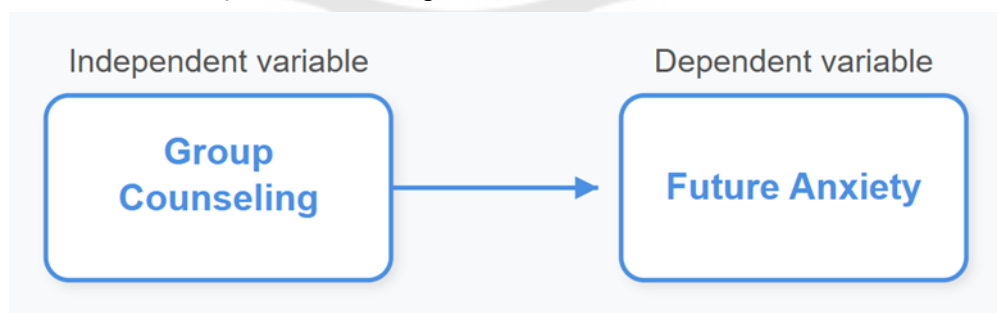 Independent variable
Dependent variable
Group
Counseling
Future Anxiety